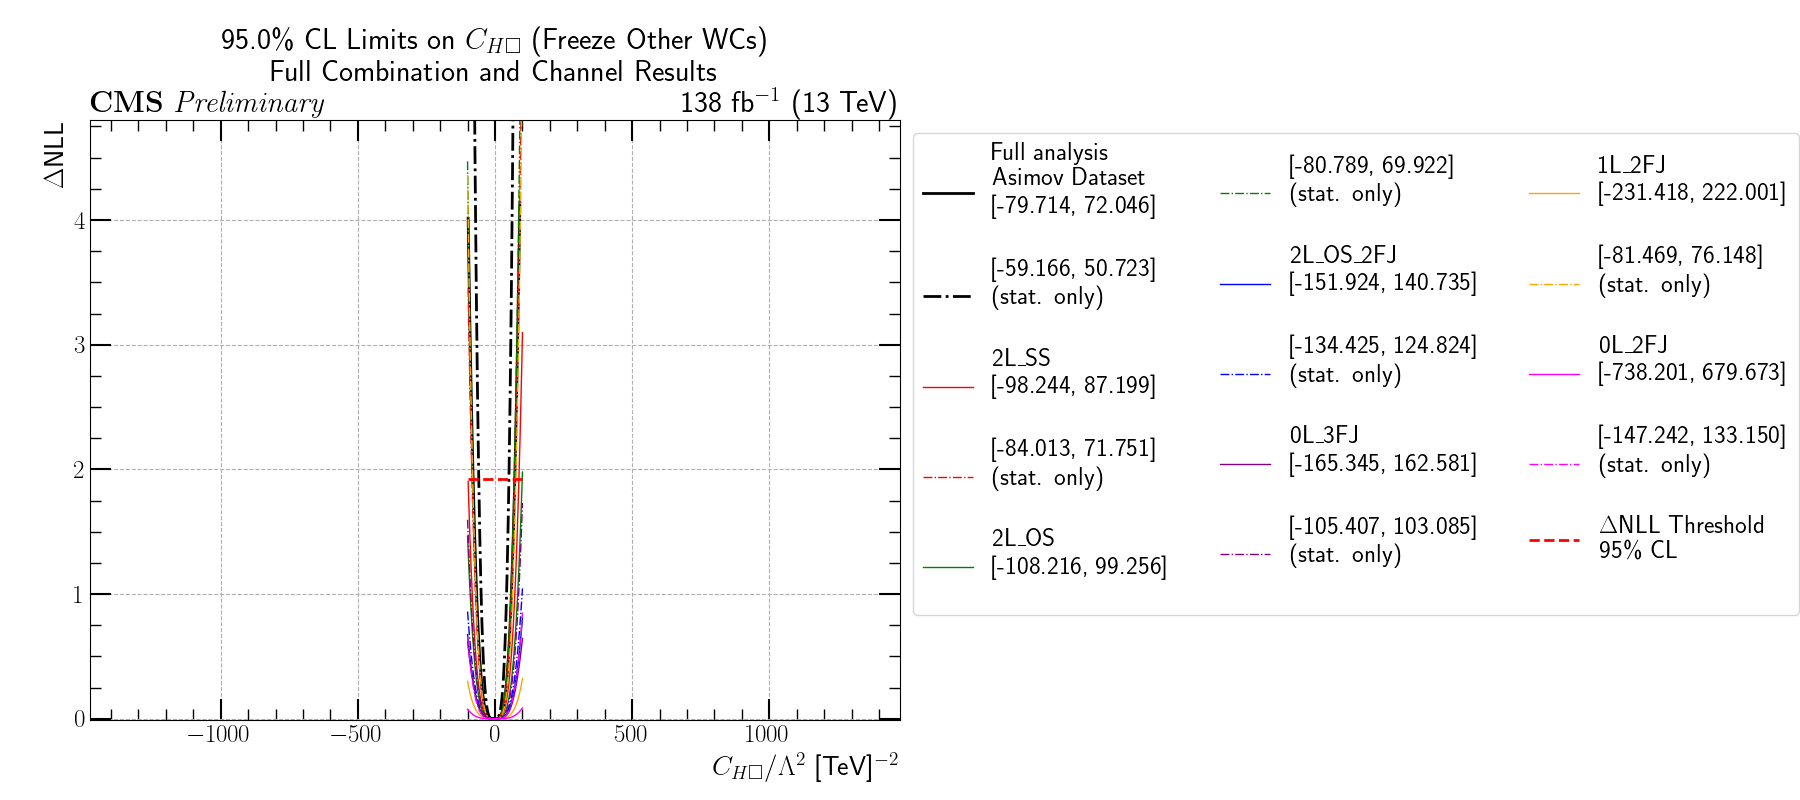 95.0% CL Limits on C_{H□} (Freeze Other WCs)
Full Combination and Channel Results
CMS Preliminary
138 fb⁻¹ (13 TeV)
ΔNLL
4
3
2
1
0
−1000
−500
0
500
1000
C_{H□}/Λ² [TeV]⁻²
Full analysis
Asimov Dataset
[-79.714, 72.046]
[-59.166, 50.723]
(stat. only)
2L_SS
[-98.244, 87.199]
[-84.013, 71.751]
(stat. only)
2L_OS
[-108.216, 99.256]
[-80.789, 69.922]
(stat. only)
2L_OS_2FJ
[-151.924, 140.735]
[-134.425, 124.824]
(stat. only)
0L_3FJ
[-165.345, 162.581]
[-105.407, 103.085]
(stat. only)
1L_2FJ
[-231.418, 222.001]
[-81.469, 76.148]
(stat. only)
0L_2FJ
[-738.201, 679.673]
[-147.242, 133.150]
(stat. only)
ΔNLL Threshold
95% CL